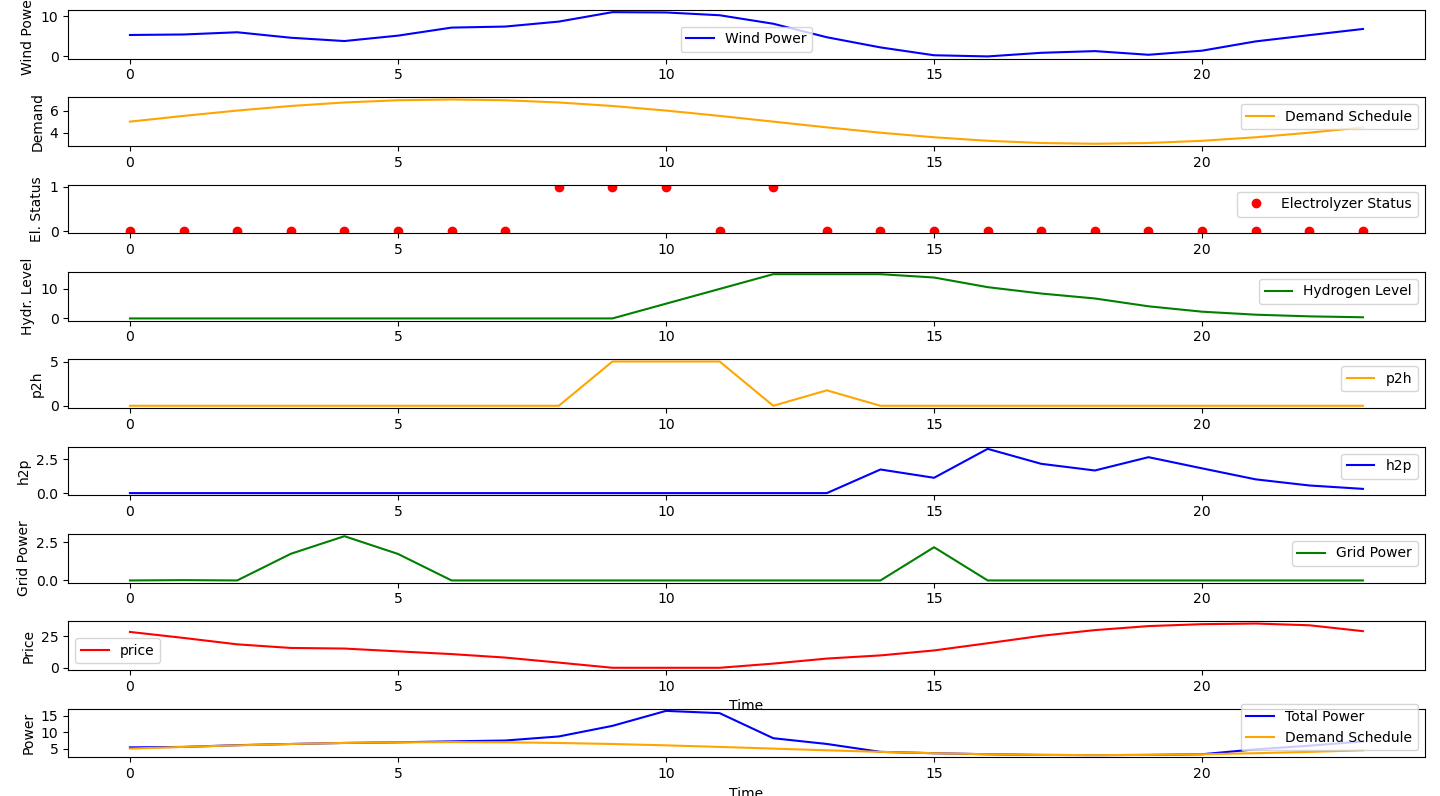 Wind Power
10
0
Wind Power
0 5 10 15 20
Demand
6
4
Demand Schedule
0 5 10 15 20
El. Status
1
0
Electrolyzer Status
0 5 10 15 20
Hydr. Level
10
0
Hydrogen Level
0 5 10 15 20
p2h
5
0
p2h
0 5 10 15 20
h2p
2.5
0.0
h2p
0 5 10 15 20
Grid Power
2.5
0.0
Grid Power
0 5 10 15 20
Price
25
0
price
0 5 10 15 20
Time
Power
15
10
5
Total Power
Demand Schedule
0 5 10 15 20
Time